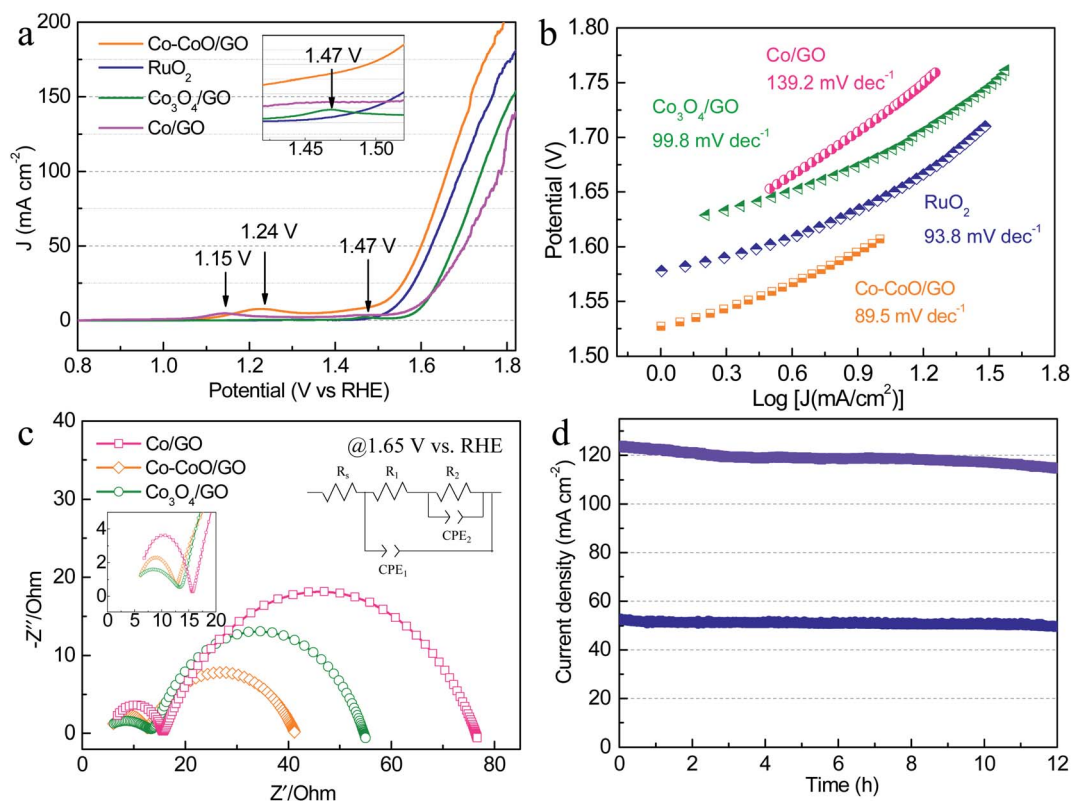 a
J (mA cm⁻²)
200
150
100
50
0
Co-CoO/GO
RuO₂
Co₃O₄/GO
Co/GO
1.47 V
1.45 1.50
1.15 V
1.24 V
1.47 V
0.8 1.0 1.2 1.4 1.6 1.8
Potential (V vs RHE)
b
Potential (V)
1.80
1.75
1.70
1.65
1.60
1.55
1.50
Co/GO
139.2 mV dec⁻¹
Co₃O₄/GO
99.8 mV dec⁻¹
RuO₂
93.8 mV dec⁻¹
Co-CoO/GO
89.5 mV dec⁻¹
0.0 0.3 0.6 0.9 1.2 1.5 1.8
Log [J(mA/cm²)]
c
-Z''/Ohm
40
30
20
10
0
Co/GO
Co-CoO/GO
Co₃O₄/GO
@1.65 V vs. RHE
Rₛ R₁ R₂
CPE₂
CPE₁
4
2
0
0 5 10 15 20
0 20 40 60 80
Z'/Ohm
d
Current density (mA cm⁻²)
120
100
80
60
40
20
0
0 2 4 6 8 10 12
Time (h)